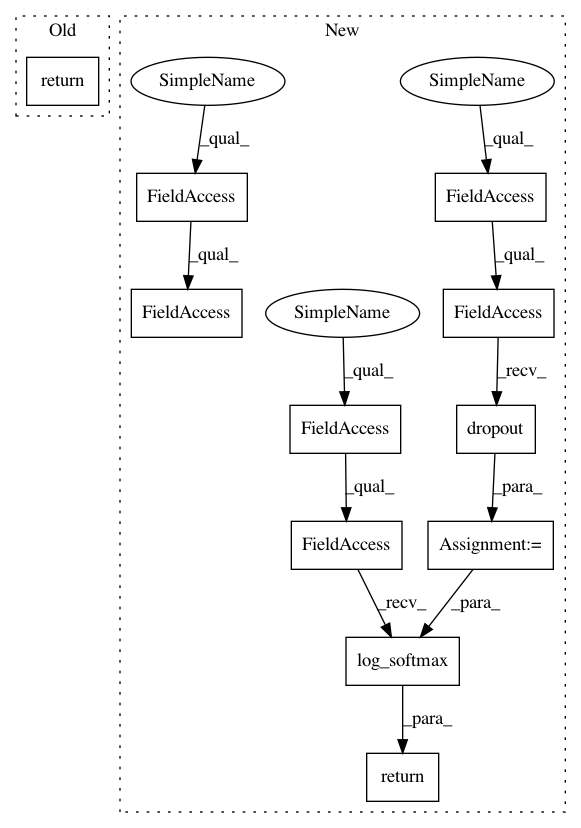 Old
New
return
SimpleName
SimpleName
_qual_
_qual_
FieldAccess
FieldAccess
_qual_
_qual_
FieldAccess
SimpleName
FieldAccess
_qual_
_recv_
FieldAccess
dropout
_qual_
_para_
FieldAccess
Assignment:=
_recv_
_para_
log_softmax
_para_
return